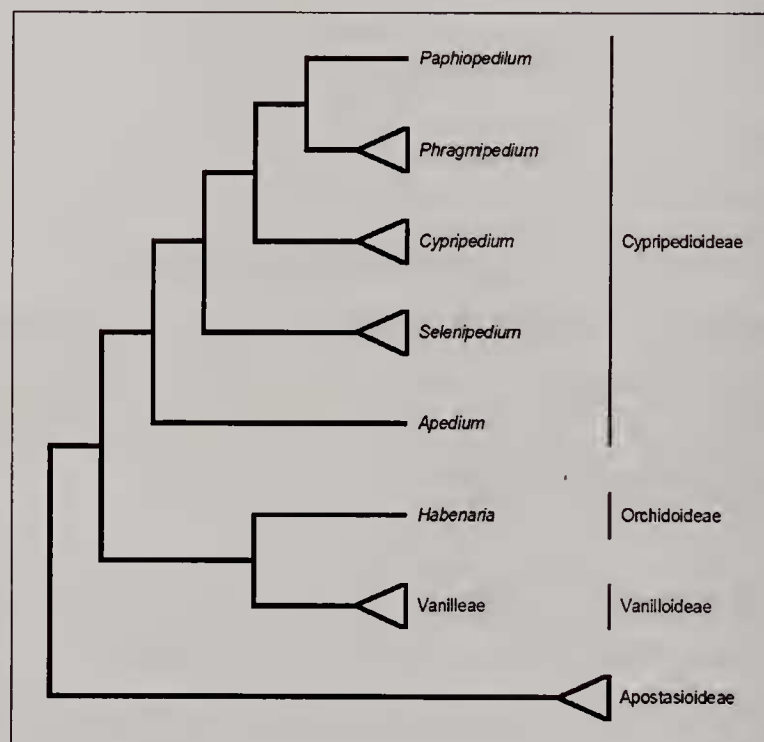 Paphiopedilum
Phragmipedium
Cypripedium
Cypripedioideae
Selenipedium
Apedium
Habenaria
Orchidoideae
Vanilleae
Vanilloideae
Apostasioideae